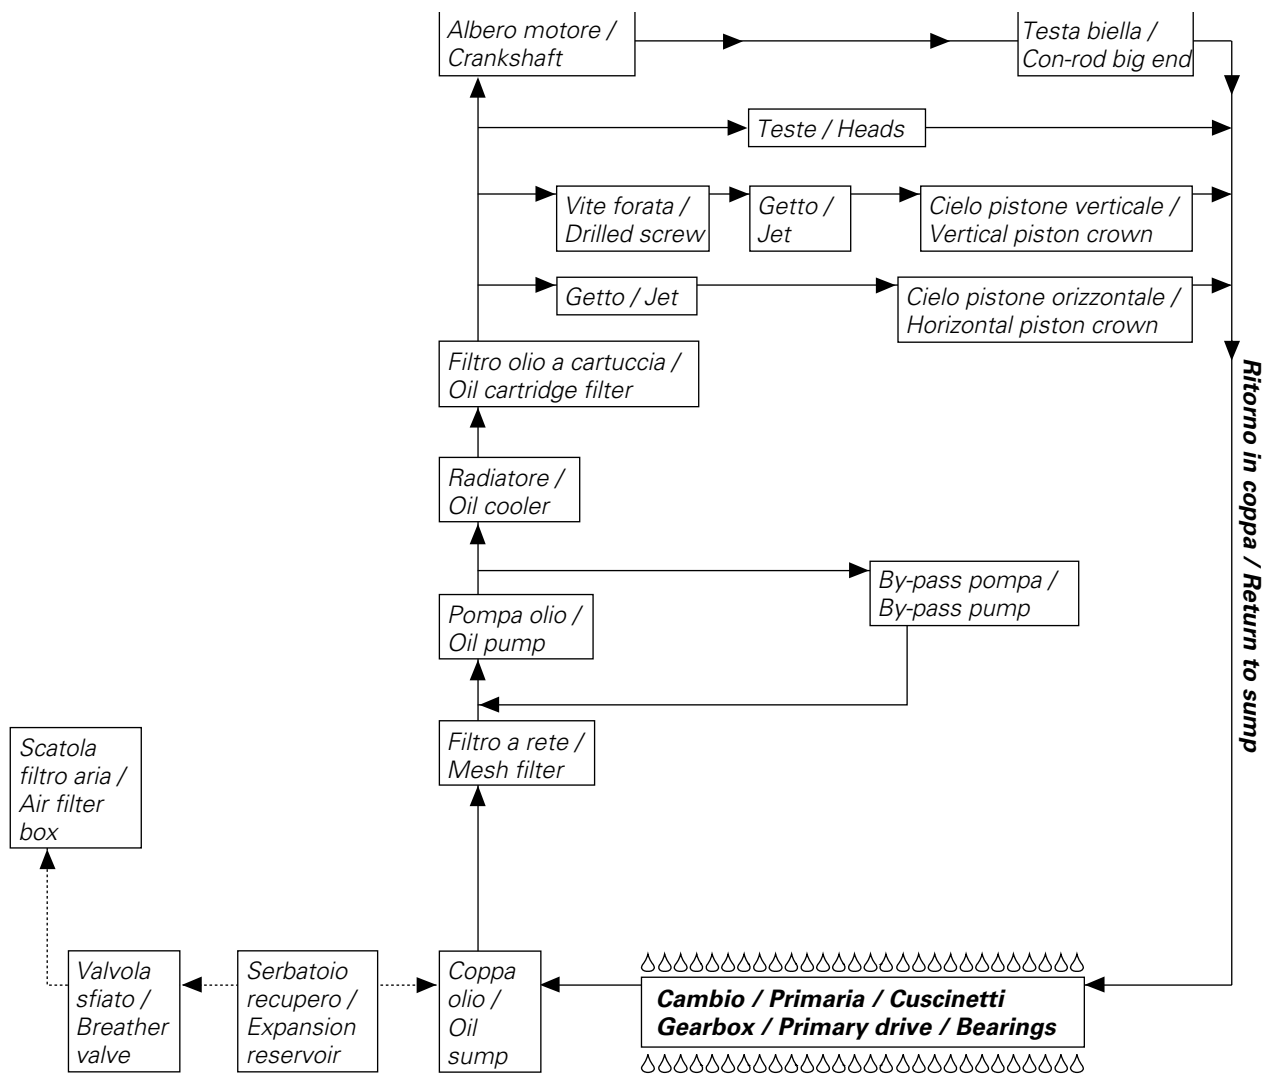 Albero motore /
Crankshaft
Testa biella /
Con-rod big end
Teste / Heads
Vite forata /
Drilled screw
Getto /
Jet
Cielo pistone verticale /
Vertical piston crown
Getto / Jet
Cielo pistone orizzontale /
Horizontal piston crown
Filtro olio a cartuccia /
Oil cartridge filter
Ritorno in coppa / Return to sump
Radiatore /
Oil cooler
By-pass pompa /
By-pass pump
Pompa olio /
Oil pump
Filtro a rete /
Mesh filter
Scatola
filtro aria /
Air filter
box
Valvola
sfiato /
Breather
valve
Serbatoio
recupero /
Expansion
reservoir
Coppa
olio /
Oil
sump
Cambio / Primaria / Cuscinetti
Gearbox / Primary drive / Bearings